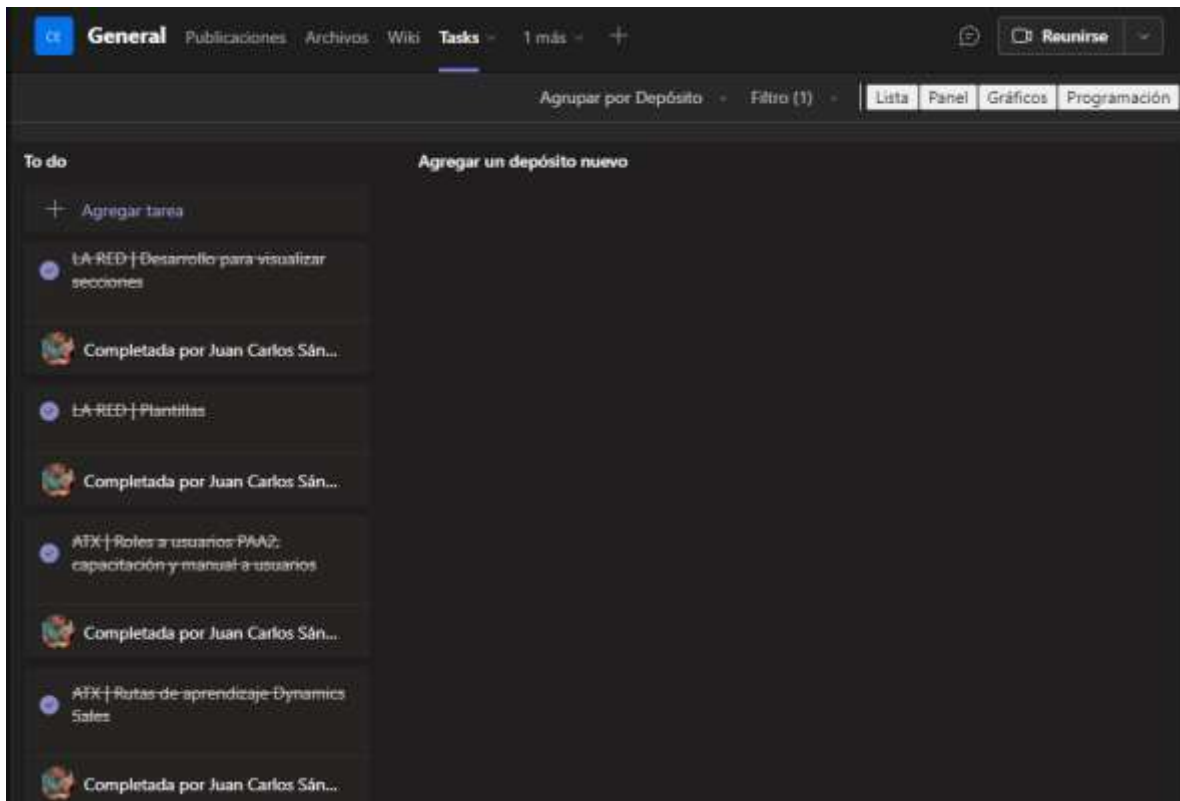 CE General Publicaciones Archivos Wiki Tasks 1 más Reunirse
Agrupar por Depósito Filtro (1) Lista Panel Gráficos Programación
To do
Agregar un depósito nuevo
Agregar tarea
LA RED | Desarrollo para visualizar
secciones
Completada por Juan Carlos Sán...
LA RED | Plantillas
Completada por Juan Carlos Sán...
ATX | Roles a usuarios PAA2;
capacitación y manual a usuarios
Completada por Juan Carlos Sán...
ATX | Rutas de aprendizaje Dynamics
Sales
Completada por Juan Carlos Sán...